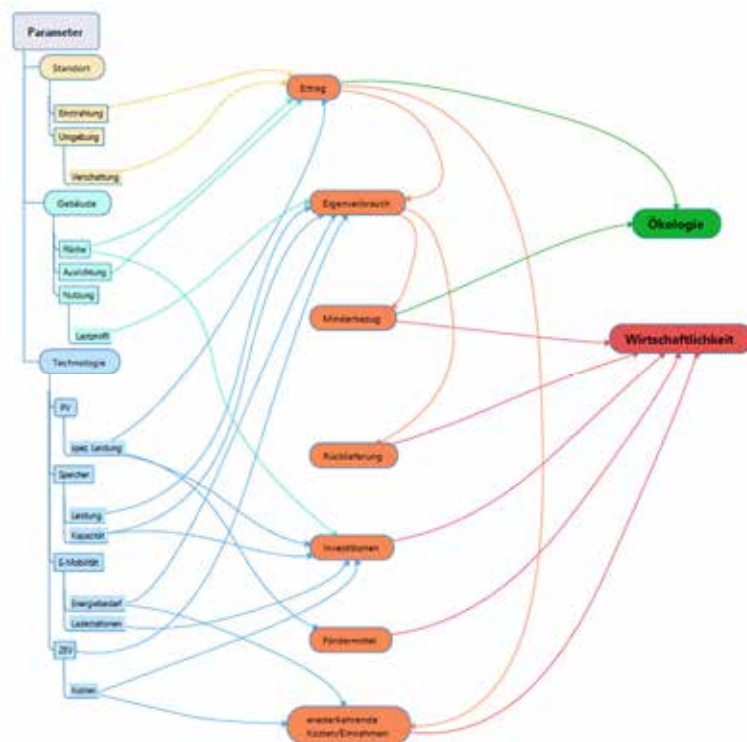 Parameter
Standort
Einstrahlung
Umgebung
Verschattung
Gebäude
Fläche
Ausrichtung
Nutzung
Lastprofil
Technologie
PV
spez. Leistung
Speicher
Leistung
Kapazität
E-Mobilität
Energiebedarf
Ladestationen
ZEV
Kosten
Ertrag
Eigenverbrauch
Minderbezug
Rücklieferung
Investitionen
Fördermittel
wiederkehrende
Kosten/Einnahmen
Ökologie
Wirtschaftlichkeit